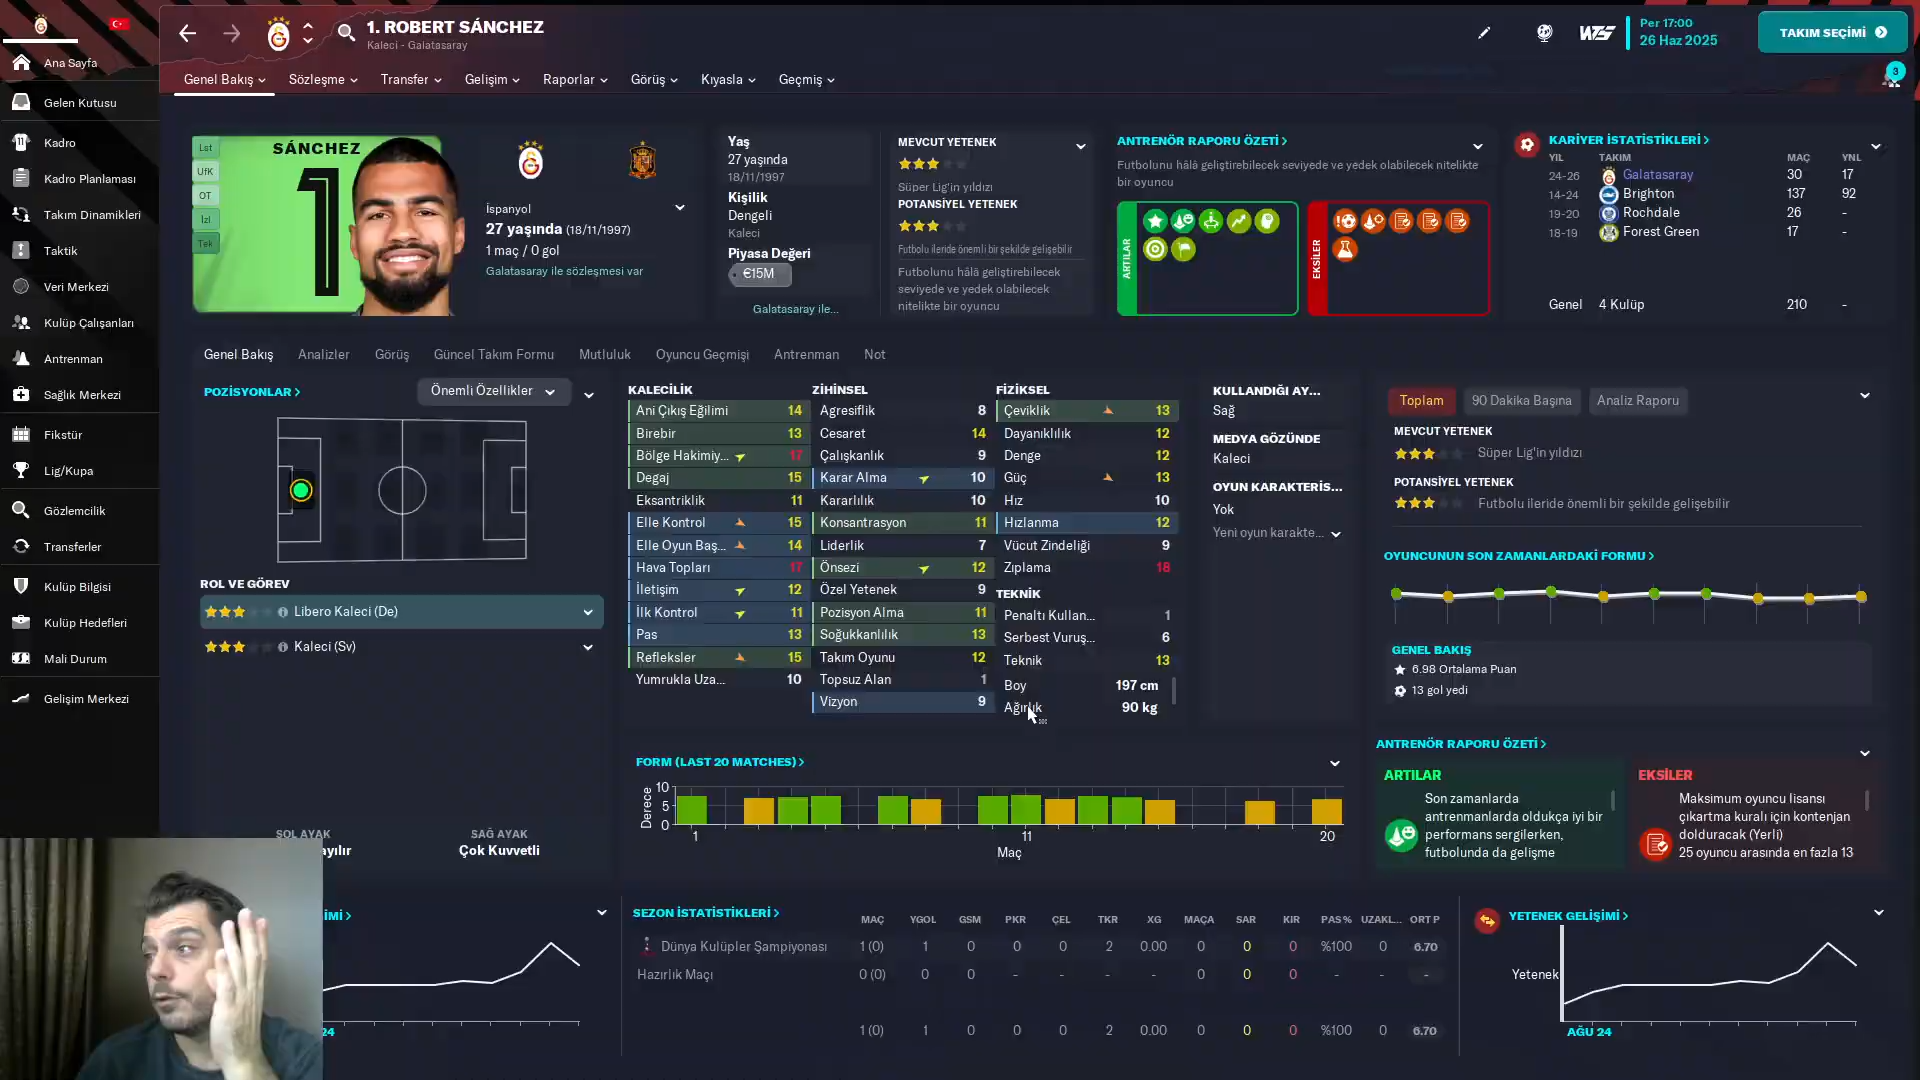 1. ROBERT SÁNCHEZ
Kaleci - Galatasaray
Per 17:00
26 Haz 2025
TAKIM SEÇİMİ
3
Genel Bakış
Sözleşme
Transfer
Gelişim
Raporlar
Görüş
Kıyasla
Geçmiş
Ana Sayfa
Gelen Kutusu
Kadro
Kadro Planlaması
Takım Dinamikleri
Taktik
Veri Merkezi
Kulüp Çalışanları
Antrenman
Sağlık Merkezi
Fikstür
Lig/Kupa
Gözlemcilik
Transferler
Kulüp Bilgisi
Kulüp Hedefleri
Mali Durum
Gelişim Merkezi
Lst
UfK
OT
İzl
Tek
SÁNCHEZ
1
İspanyol
27 yaşında (18/11/1997)
1 maç / 0 gol
Galatasaray ile sözleşmesi var
Yaş
27 yaşında
18/11/1997
Kişilik
Dengeli
Kaleci
Piyasa Değeri
€15M
Galatasaray ile...
MEVCUT YETENEK
Süper Lig'in yıldızı
POTANSİYEL YETENEK
Futbolu ileride önemli bir şekilde gelişebilir
Futbolunu hâlâ geliştirebilecek
seviyede ve yedek olabilecek
nitelikte bir oyuncu
ANTRENÖR RAPORU ÖZETİ
Futbolunu hâlâ geliştirebilecek seviyede ve yedek olabilecek nitelikte
bir oyuncu
ARTILAR
EKSİLER
KARİYER İSTATİSTİKLERİ
YIL TAKIM MAÇ YNL
24-26 Galatasaray 30 17
14-24 Brighton 137 92
19-20 Rochdale 26 -
18-19 Forest Green 17 -
Genel 4 Kulüp 210 -
Genel Bakış
Analizler
Görüş
Güncel Takım Formu
Mutluluk
Oyuncu Geçmişi
Antrenman
Not
POZİSYONLAR
Önemli Özellikler
ROL VE GÖREV
Libero Kaleci (De)
Kaleci (Sv)
SOL AYAK
SAĞ AYAK
Çok Kuvvetli
KALECİLİK
Ani Çıkış Eğilimi 14
Birebir 13
Bölge Hakimiy... 17
Degaj 15
Eksantriklik 11
Elle Kontrol 15
Elle Oyun Baş... 14
Hava Topları 17
İletişim 12
İlk Kontrol 11
Pas 13
Refleksler 15
Yumrukla Uza... 10
ZİHİNSEL
Agresiflik 8
Cesaret 14
Çalışkanlık 9
Karar Alma 10
Kararlılık 10
Konsantrasyon 11
Liderlik 7
Önsezi 12
Özel Yetenek 9
Pozisyon Alma 11
Soğukkanlılık 13
Takım Oyunu 12
Topsuz Alan 1
Vizyon 9
FİZİKSEL
Çeviklik 13
Dayanıklılık 12
Denge 12
Güç 13
Hız 10
Hızlanma 12
Vücut Zindeliği 9
Zıplama 18
TEKNİK
Penaltı Kullan... 1
Serbest Vuruş... 6
Teknik 13
Boy 197 cm
Ağırlık 90 kg
KULLANDIĞI AY...
Sağ
MEDYA GÖZÜNDE
Kaleci
OYUN KARAKTERİS...
Yok
Yeni oyun karakte...
Toplam
90 Dakika Başına
Analiz Raporu
MEVCUT YETENEK
Süper Lig'in yıldızı
POTANSİYEL YETENEK
Futbolu ileride önemli bir şekilde gelişebilir
OYUNCUNUN SON ZAMANLARDAKİ FORMU
GENEL BAKIŞ
6.98 Ortalama Puan
13 gol yedi
FORM (LAST 20 MATCHES)
Derece
10
5
0
1
11
20
Maç
ANTRENÖR RAPORU ÖZETİ
ARTILAR
Son zamanlarda
antrenmanlarda oldukça iyi bir
performans sergilerken,
futbolunda da gelişme
EKSİLER
Maksimum oyuncu lisansı
çıkartma kuralı için kontenjan
dolduracak (Yerli)
25 oyuncu arasında en fazla 13
24
SEZON İSTATİSTİKLERİ
MAÇ YGOL GSM PKR ÇEL TKR XG MAÇA SAR KIR PAS % UZAKL... ORT P
Dünya Kulüpler Şampiyonası 1 (0) 1 0 0 0 2 0.00 0 0 0 %100 0 6.70
Hazırlık Maçı 0 (0) 0 0 - - - - - 0 0 - - -
1 (0) 1 0 0 0 2 0.00 0 0 0 %100 0 6.70
YETENEK GELİŞİMİ
Yetenek
AĞU 24